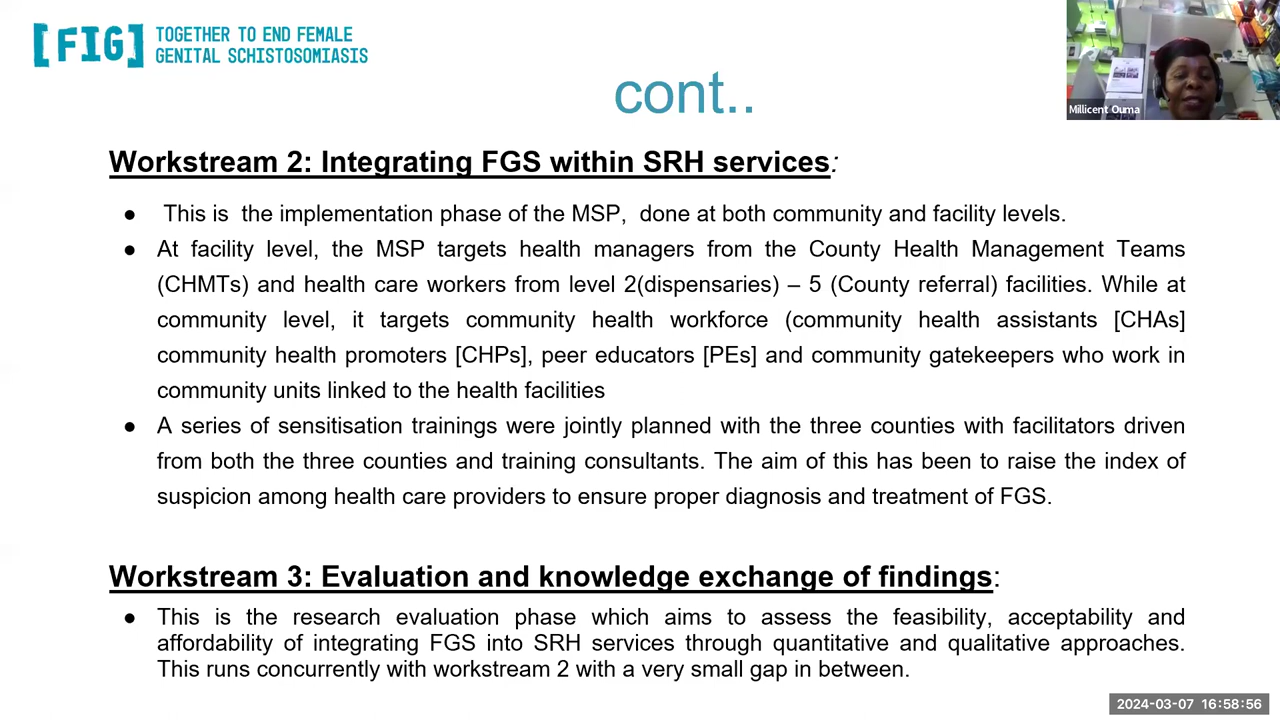 [FIG] TOGETHER TO END FEMALE
GENITAL SCHISTOSOMIASIS
Millicent Ouma
cont..
Workstream 2: Integrating FGS within SRH services:
● This is the implementation phase of the MSP, done at both community and facility levels.
● At facility level, the MSP targets health managers from the County Health Management Teams
(CHMTs) and health care workers from level 2(dispensaries) – 5 (County referral) facilities. While at
community level, it targets community health workforce (community health assistants [CHAs]
community health promoters [CHPs], peer educators [PEs] and community gatekeepers who work in
community units linked to the health facilities
● A series of sensitisation trainings were jointly planned with the three counties with facilitators driven
from both the three counties and training consultants. The aim of this has been to raise the index of
suspicion among health care providers to ensure proper diagnosis and treatment of FGS.
Workstream 3: Evaluation and knowledge exchange of findings:
● This is the research evaluation phase which aims to assess the feasibility, acceptability and
affordability of integrating FGS into SRH services through quantitative and qualitative approaches.
This runs concurrently with workstream 2 with a very small gap in between.
2024-03-07 16:58:56